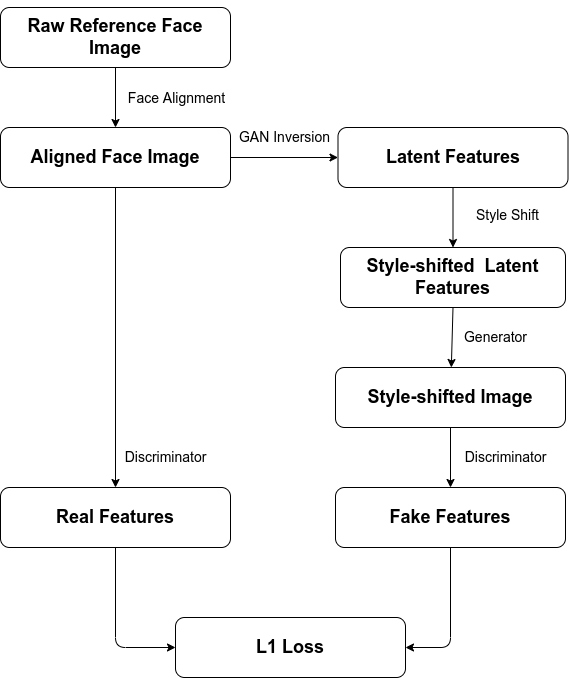 Raw Reference Face
Image
Face Alignment
Aligned Face Image
GAN Inversion
Latent Features
Style Shift
Style-shifted Latent
Features
Generator
Style-shifted Image
Discriminator
Discriminator
Real Features
Fake Features
L1 Loss